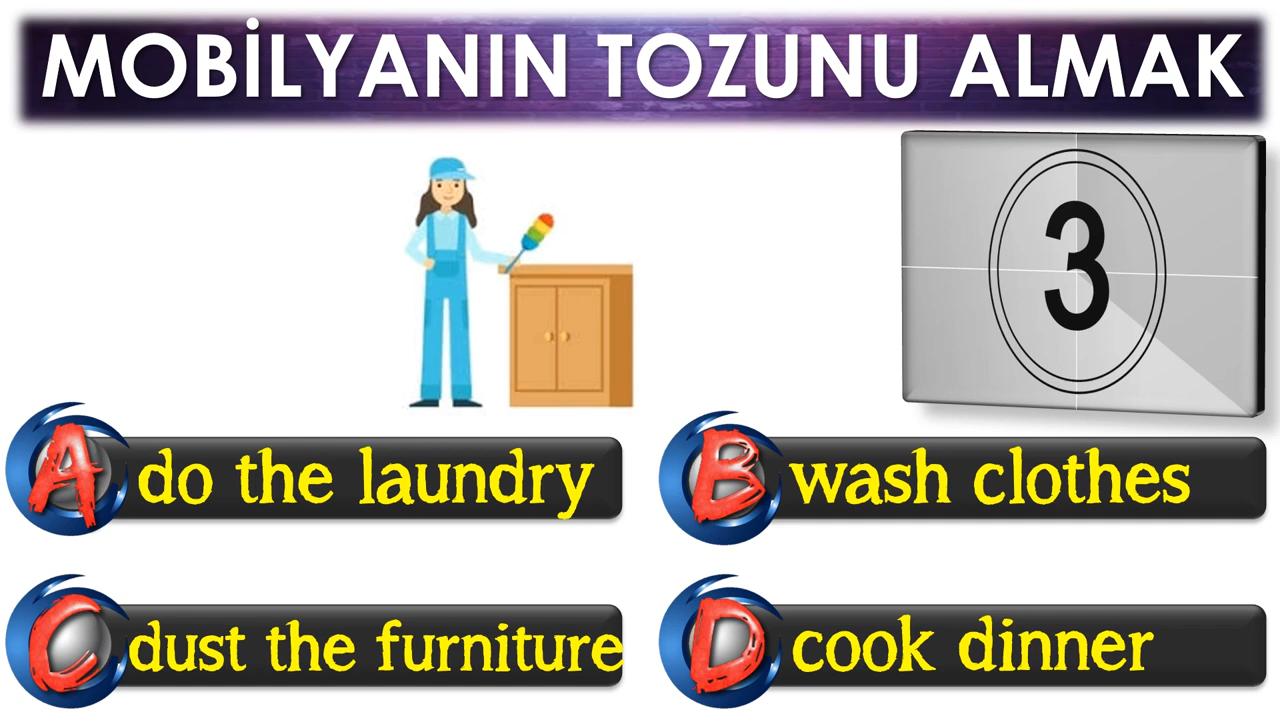 MOBİLYANIN TOZUNU ALMAK
3
A do the laundry
B wash clothes
C dust the furniture
D cook dinner